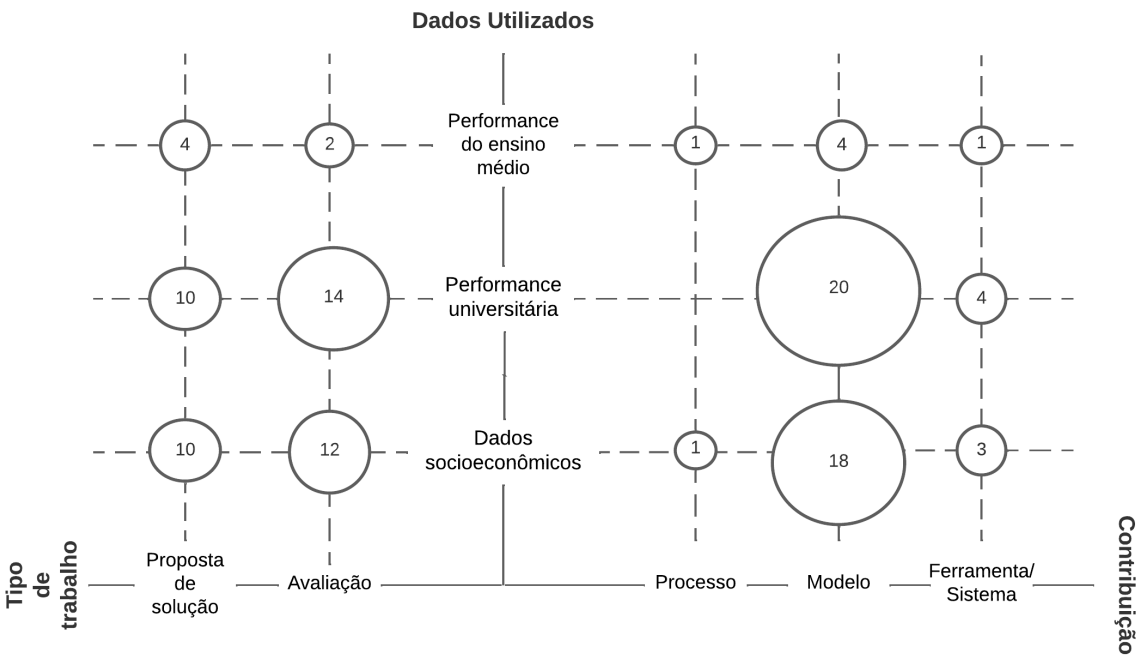 Dados Utilizados
Performance
do ensino
médio
4
2
1
4
1
Performance
universitária
10
14
20
4
Dados
socioeconômicos
10
12
1
18
3
Tipo
de
trabalho
Proposta
de
solução
Avaliação
Processo
Modelo
Ferramenta/
Sistema
Contribuição